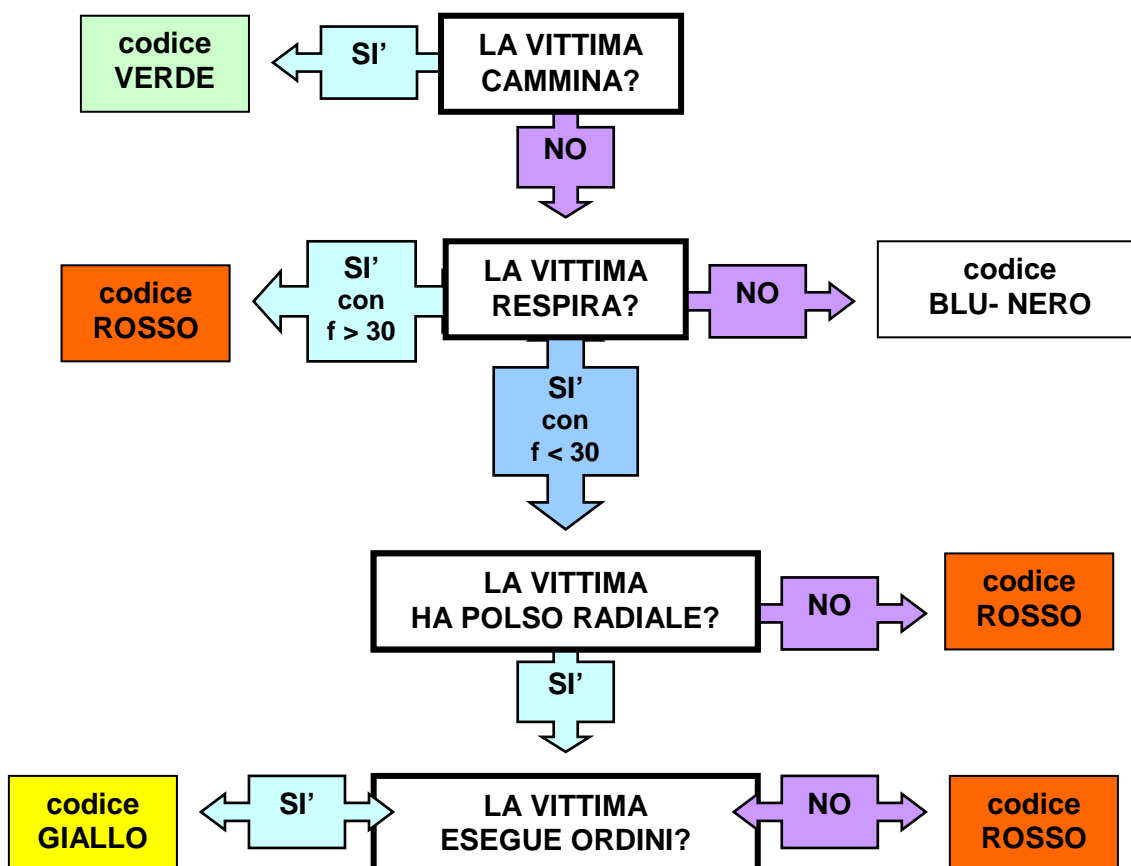 codice
VERDE
SI’
LA VITTIMA
CAMMINA?
NO
codice
ROSSO
SI’
con
f > 30
LA VITTIMA
RESPIRA?
NO
codice
BLU- NERO
SI’
con
f < 30
LA VITTIMA
HA POLSO RADIALE?
NO
codice
ROSSO
SI’
codice
GIALLO
SI’
LA VITTIMA
ESEGUE ORDINI?
NO
codice
ROSSO